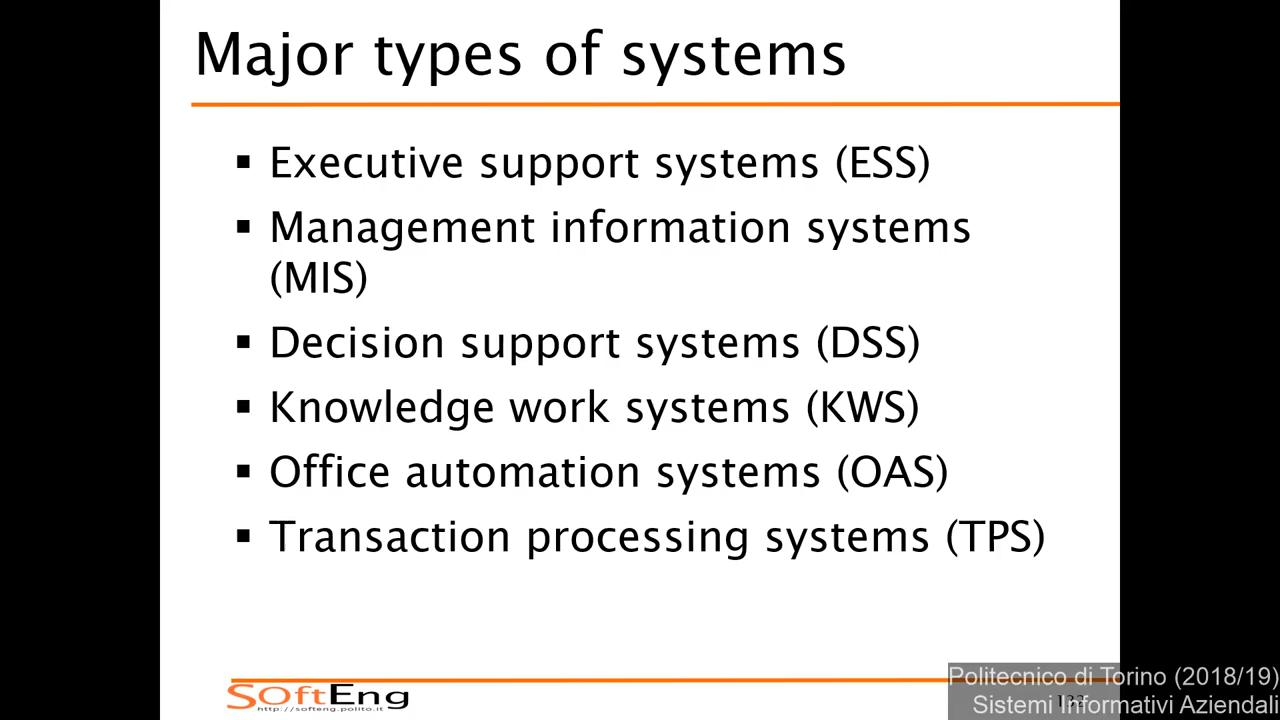 Major types of systems
▪ Executive support systems (ESS)
▪ Management information systems
(MIS)
▪ Decision support systems (DSS)
▪ Knowledge work systems (KWS)
▪ Office automation systems (OAS)
▪ Transaction processing systems (TPS)
SoftEng
http://softeng.polito.it
Politecnico di Torino (2018/19)
Sistemi Informativi Aziendali